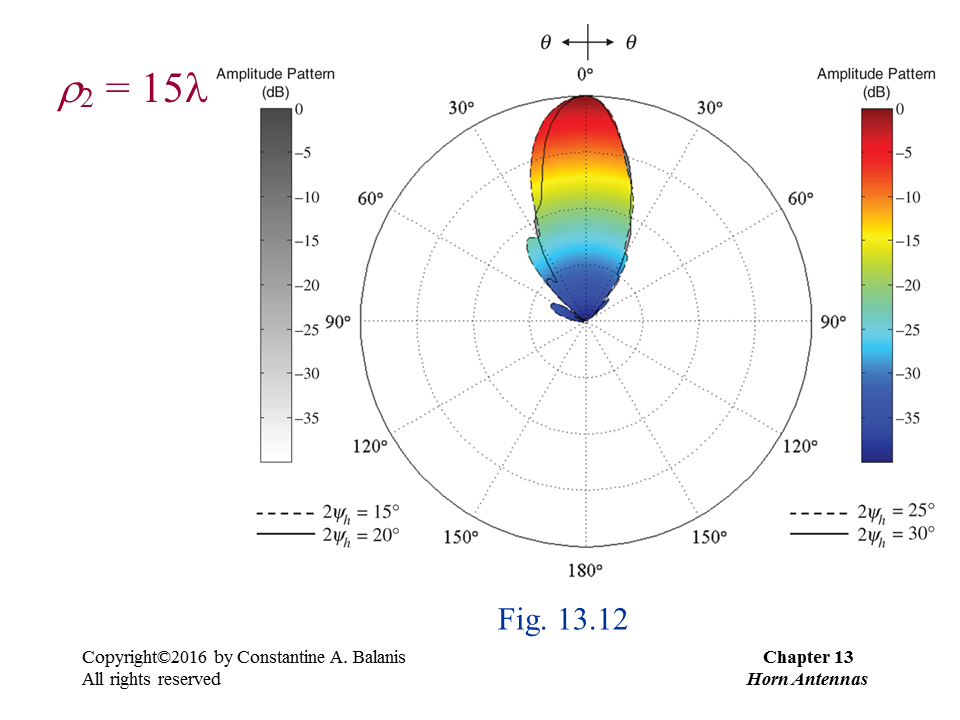 θ θ
ρ₂ = 15λ
Amplitude Pattern
(dB)
0
–5
–10
–15
–20
–25
–30
–35
0°
30°
30°
60°
60°
90°
90°
120°
120°
150°
150°
180°
Amplitude Pattern
(dB)
0
–5
–10
–15
–20
–25
–30
–35
2ψₕ = 15°
2ψₕ = 20°
2ψₕ = 25°
2ψₕ = 30°
Fig. 13.12
Copyright©2016 by Constantine A. Balanis
All rights reserved
Chapter 13
Horn Antennas